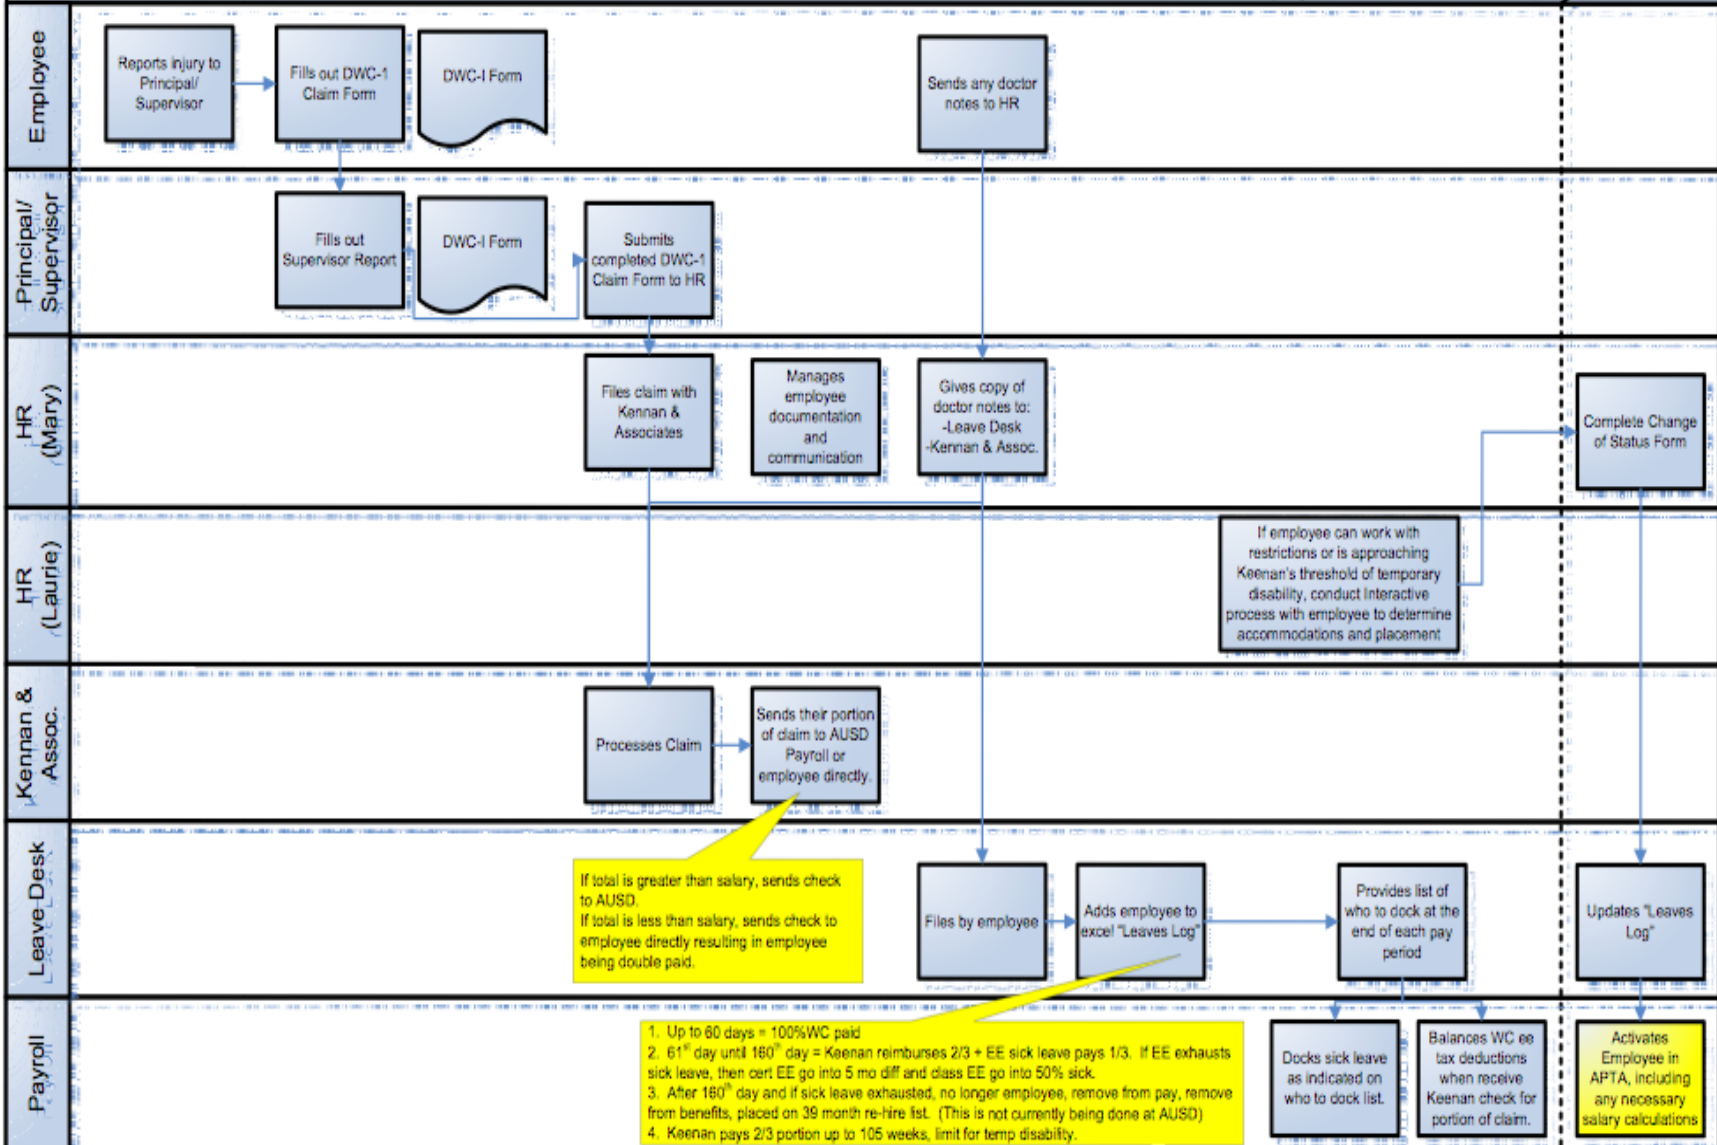 Employee
Reports injury to
Principal/
Supervisor
Fills out DWC-1
Claim Form
DWC-I Form
Sends any doctor
notes to HR
Principal/
Supervisor
Fills out
Supervisor Report
DWC-I Form
Submits
completed DWC-1
Claim Form to HR
HR
(Mary)
Files claim with
Kennan &
Associates
Manages
employee
documentation
and
communication
Gives copy of
doctor notes to:
-Leave Desk
-Kennan & Assoc.
Complete Change
of Status Form
HR
(Laurie)
If employee can work with
restrictions or is approaching
Keenan's threshold of temporary
disability, conduct Interactive
process with employee to determine
accommodations and placement
Kennan &
Assoc.
Processes Claim
Sends their portion
of claim to AUSD
Payroll or
employee directly.
Leave Desk
If total is greater than salary, sends check
to AUSD.
If total is less than salary, sends check to
employee directly resulting in employee
being double paid.
Files by employee
Adds employee to
excel "Leaves Log"
Provides list of
who to dock at the
end of each pay
period
Updates "Leaves
Log"
Payroll
1. Up to 60 days = 100%WC paid
2. 61st day until 160th day = Keenan reimburses 2/3 + EE sick leave pays 1/3. If EE exhausts
sick leave, then cert EE go into 5 mo diff and class EE go into 50% sick.
3. After 160th day and if sick leave exhausted, no longer employee, remove from pay, remove
from benefits, placed on 39 month re-hire list. (This is not currently being done at AUSD)
4. Keenan pays 2/3 portion up to 105 weeks, limit for temp disability.
Docks sick leave
as indicated on
who to dock list.
Balances WC ee
tax deductions
when receive
Keenan check for
portion of claim.
Activates
Employee in
APTA, including
any necessary
salary calculations